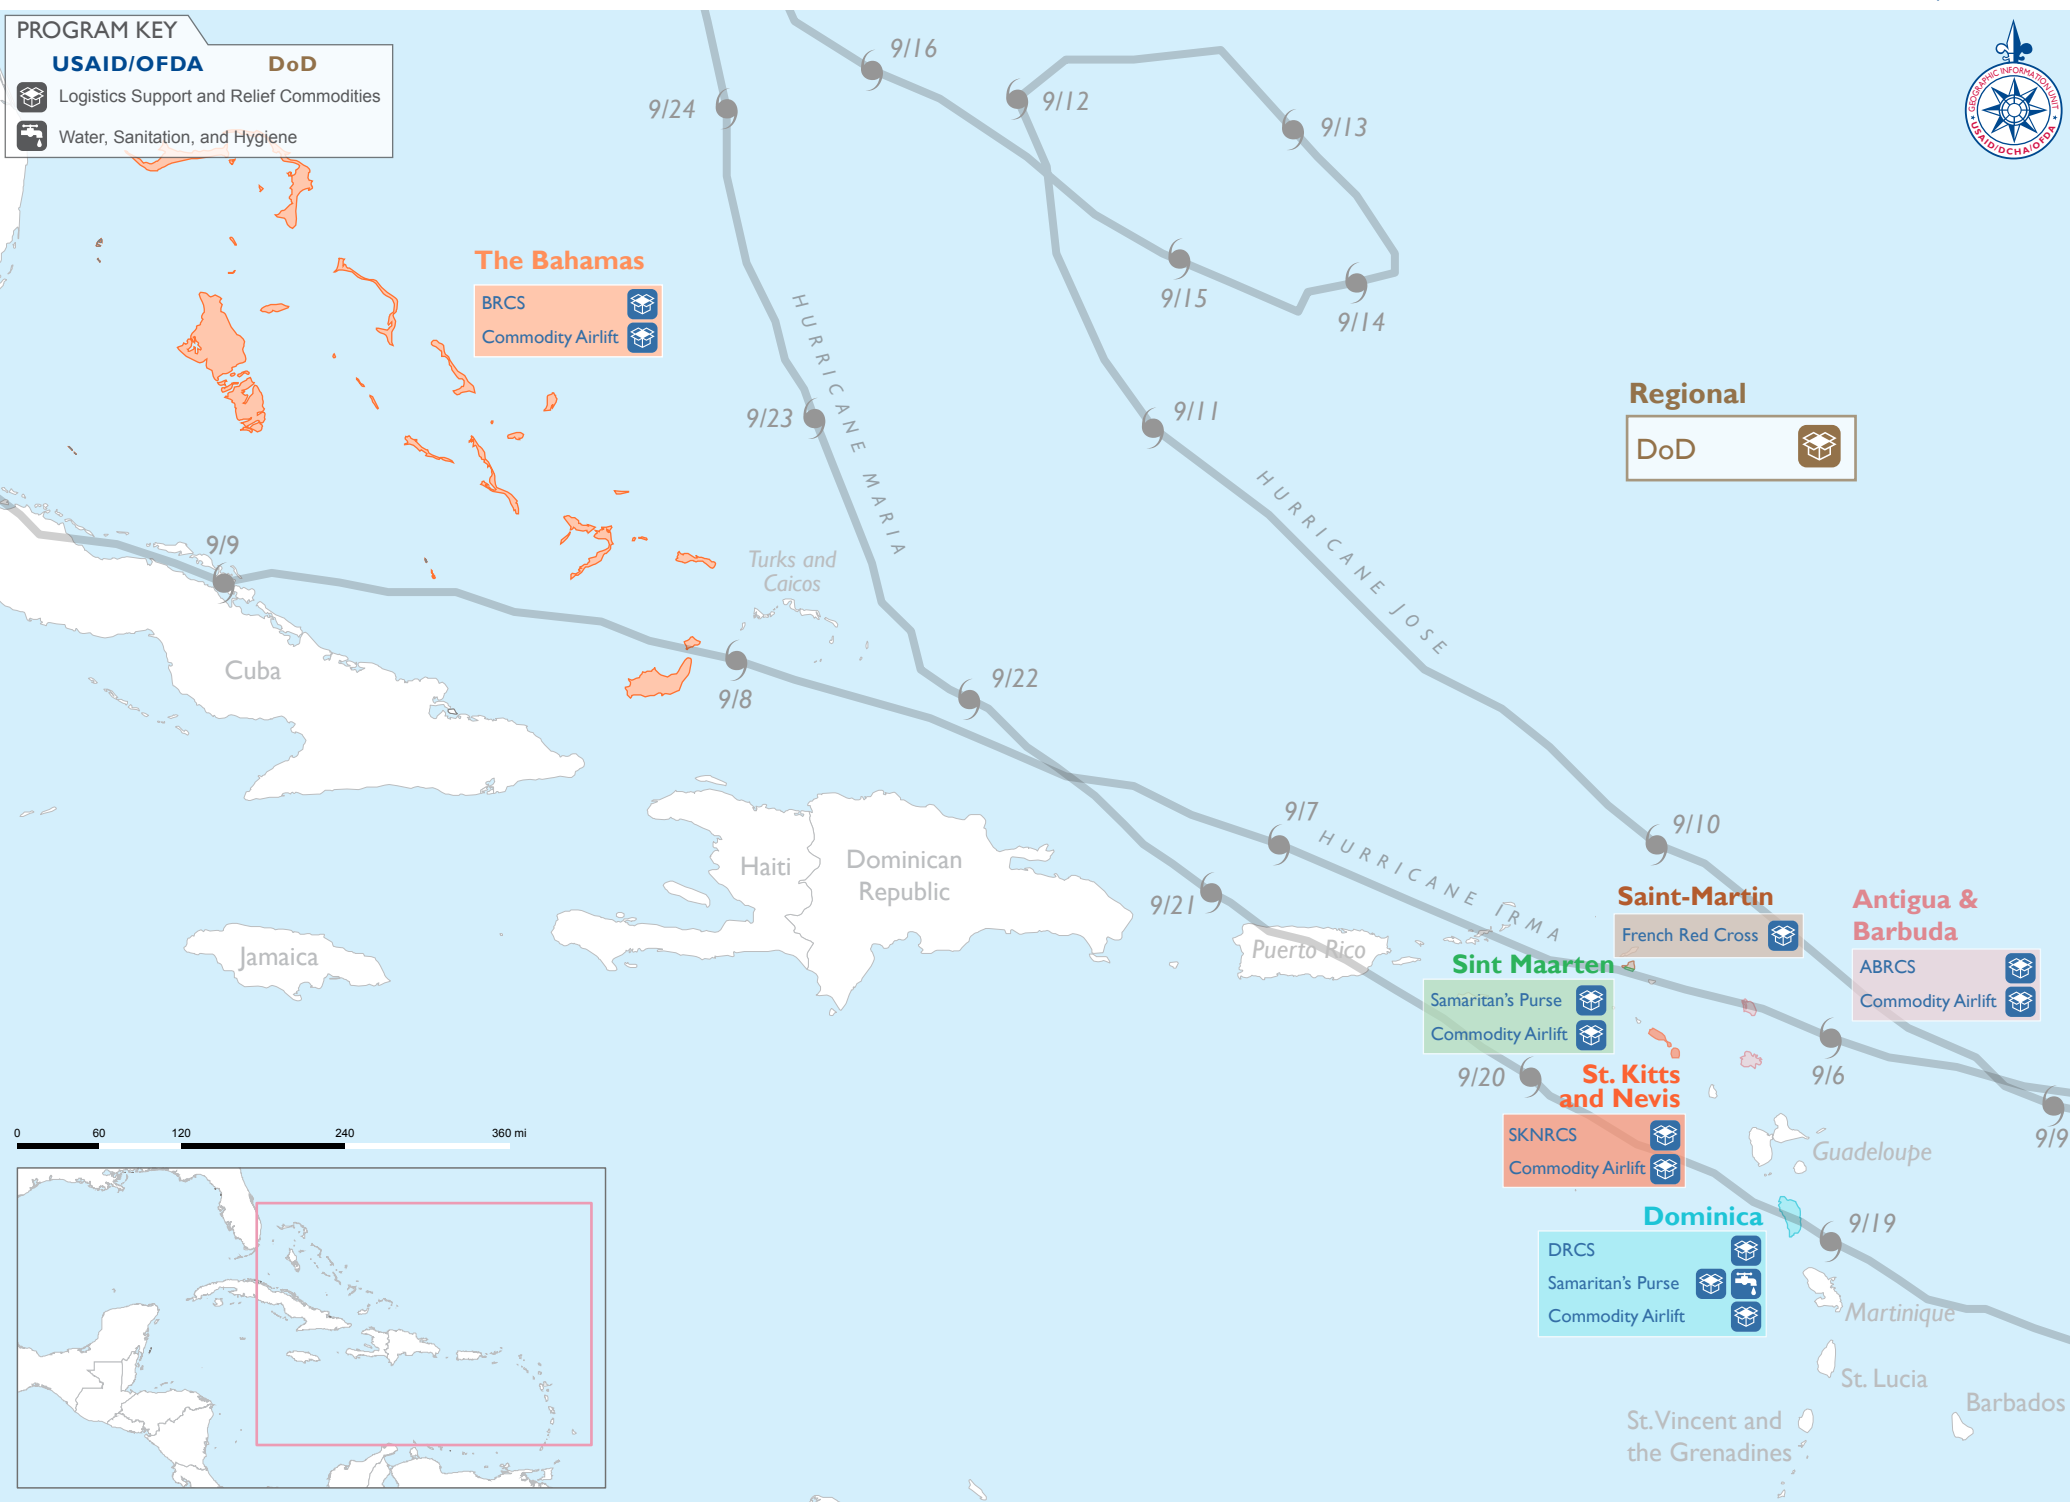 PROGRAM KEY
USAID/OFDA DoD
Logistics Support and Relief Commodities
Water, Sanitation, and Hygiene
GEOGRAPHIC INFORMATION UNIT
USAID/DCHA/OFDA
9/16
9/12
9/24
9/13
The Bahamas
BRCS
Commodity Airlift
9/15
9/14
HURRICANE MARIA
Regional
DoD
9/23
9/11
HURRICANE JOSE
9/9
Turks and
Caicos
Cuba
9/22
9/8
9/7
9/10
HURRICANE IRMA
Haiti
Dominican
Republic
9/21
Saint-Martin
French Red Cross
Antigua &
Barbuda
ABRCS
Commodity Airlift
Jamaica
Puerto Rico
Sint Maarten
Samaritan's Purse
Commodity Airlift
9/20
9/6
St. Kitts
and Nevis
SKNRCS
Commodity Airlift
9/9
0 60 120 240 360 mi
Guadeloupe
Dominica
DRCS
Samaritan's Purse
Commodity Airlift
9/19
Martinique
St. Lucia
Barbados
St. Vincent and
the Grenadines